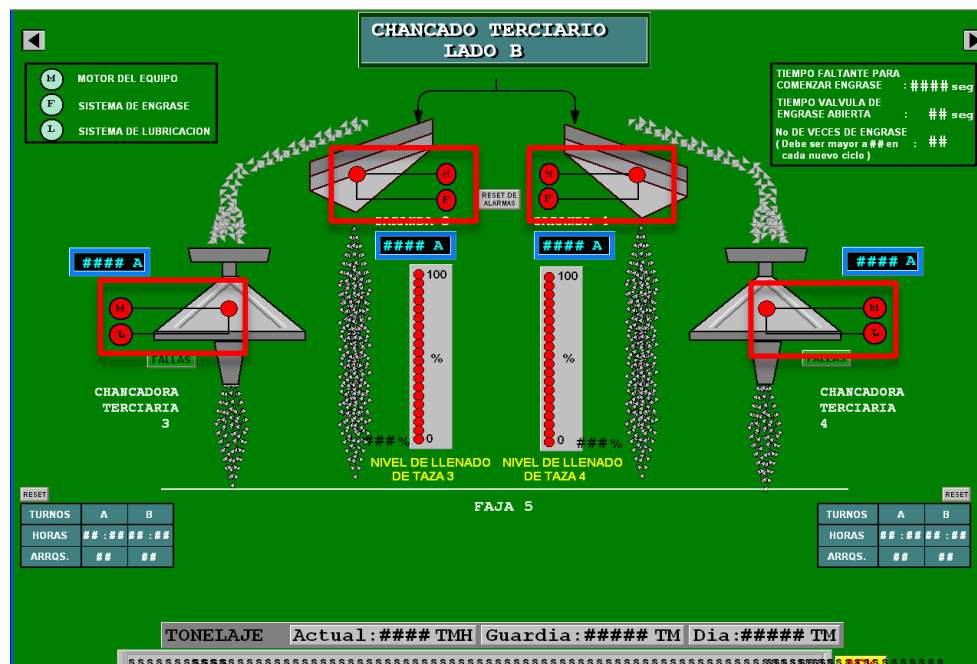 CHANCADO TERCIARIO
LADO B
M MOTOR DEL EQUIPO
F SISTEMA DE ENGRASE
L SISTEMA DE LUBRICACION
TIEMPO FALTANTE PARA
COMENZAR ENGRASE : #### seg
TIEMPO VALVULA DE
ENGRASE ABIERTA : ## seg
No DE VECES DE ENGRASE
( Debe ser mayor a ## en : ##
cada nuevo ciclo )
M
F
RESET DE
ALARMAS
M
F
#### A
#### A
#### A
#### A
M
L
M
L
FALLAS
FALLAS
100
%
0
###%
100
%
0
###%
CHANCADORA
TERCIARIA
3
CHANCADORA
TERCIARIA
4
NIVEL DE LLENADO
DE TAZA 3
NIVEL DE LLENADO
DE TAZA 4
FAJA 5
RESET
TURNOS A B
HORAS ##:## ##:##
ARRQS. ## ##
RESET
TURNOS A B
HORAS ##:## ##:##
ARRQS. ## ##
TONELAJE Actual:#### TMH Guardia:##### TM Dia:##### TM